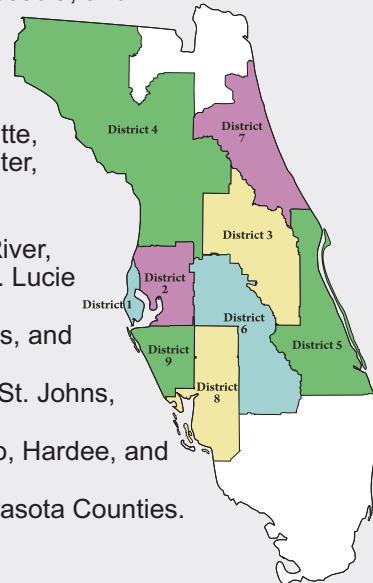 tte,
ter,
River,
. Lucie
s, and
St. Johns,
o, Hardee, and
rasota Counties.
District 4
District
7
District 3
District 1
District
2
District
6
District 5
District
9
District
8